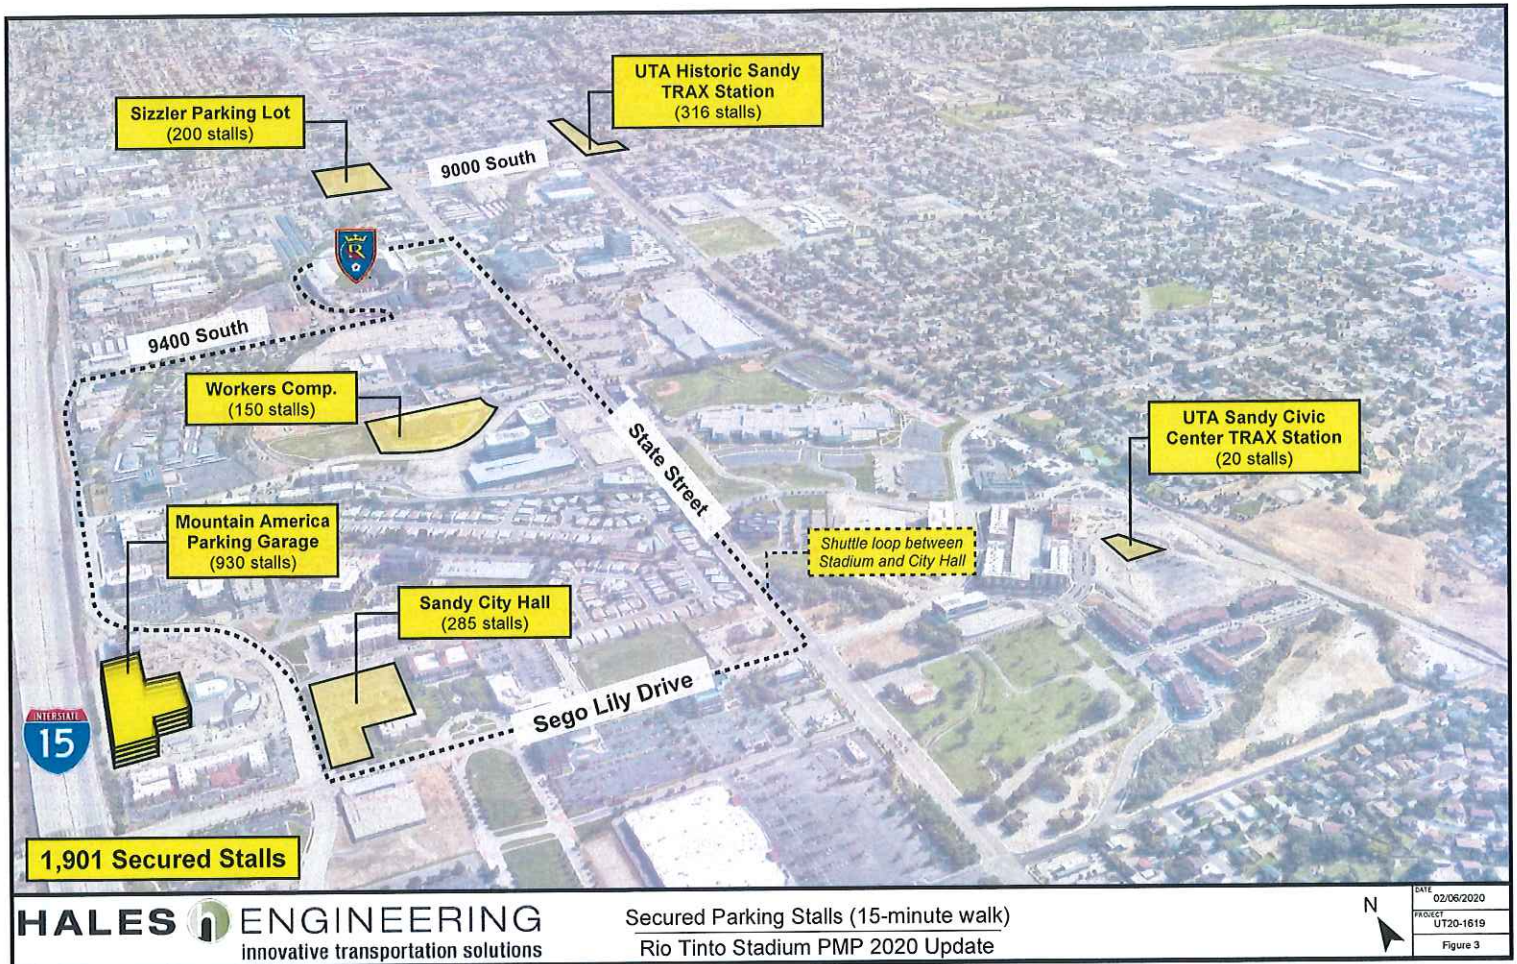 UTA Historic Sandy
TRAX Station
(316 stalls)
Sizzler Parking Lot
(200 stalls)
9000 South
R
9400 South
Workers Comp.
(150 stalls)
State Street
UTA Sandy Civic
Center TRAX Station
(20 stalls)
Mountain America
Parking Garage
(930 stalls)
Shuttle loop between
Stadium and City Hall
Sandy City Hall
(285 stalls)
Sego Lily Drive
INTERSTATE
15
1,901 Secured Stalls
HALES h ENGINEERING
innovative transportation solutions
Secured Parking Stalls (15-minute walk)
Rio Tinto Stadium PMP 2020 Update
N
DATE
02/06/2020
PROJECT
UT20-1619
Figure 3